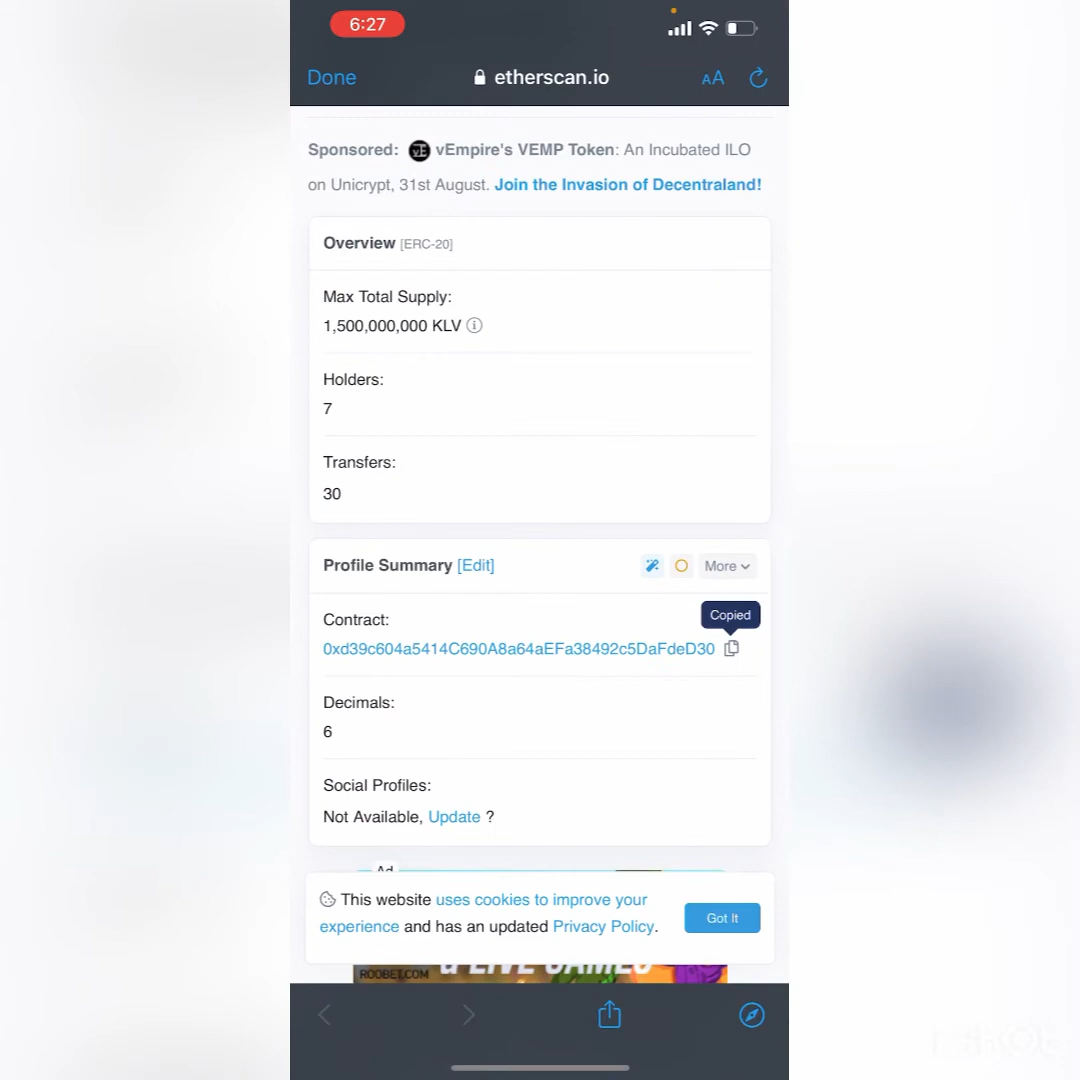 6:27
Done
etherscan.io
AA
Sponsored: vEmpire's VEMP Token: An Incubated ILO
on Unicrypt, 31st August. Join the Invasion of Decentraland!
Overview [ERC-20]
Max Total Supply:
1,500,000,000 KLV
Holders:
7
Transfers:
30
Profile Summary [Edit]
More
Copied
Contract:
0xd39c604a5414C690A8a64aEFa38492c5DaFdeD30
Decimals:
6
Social Profiles:
Not Available, Update ?
Ad
This website uses cookies to improve your
experience and has an updated Privacy Policy.
Got It
ROOBET.COM
& LIVE GAMES